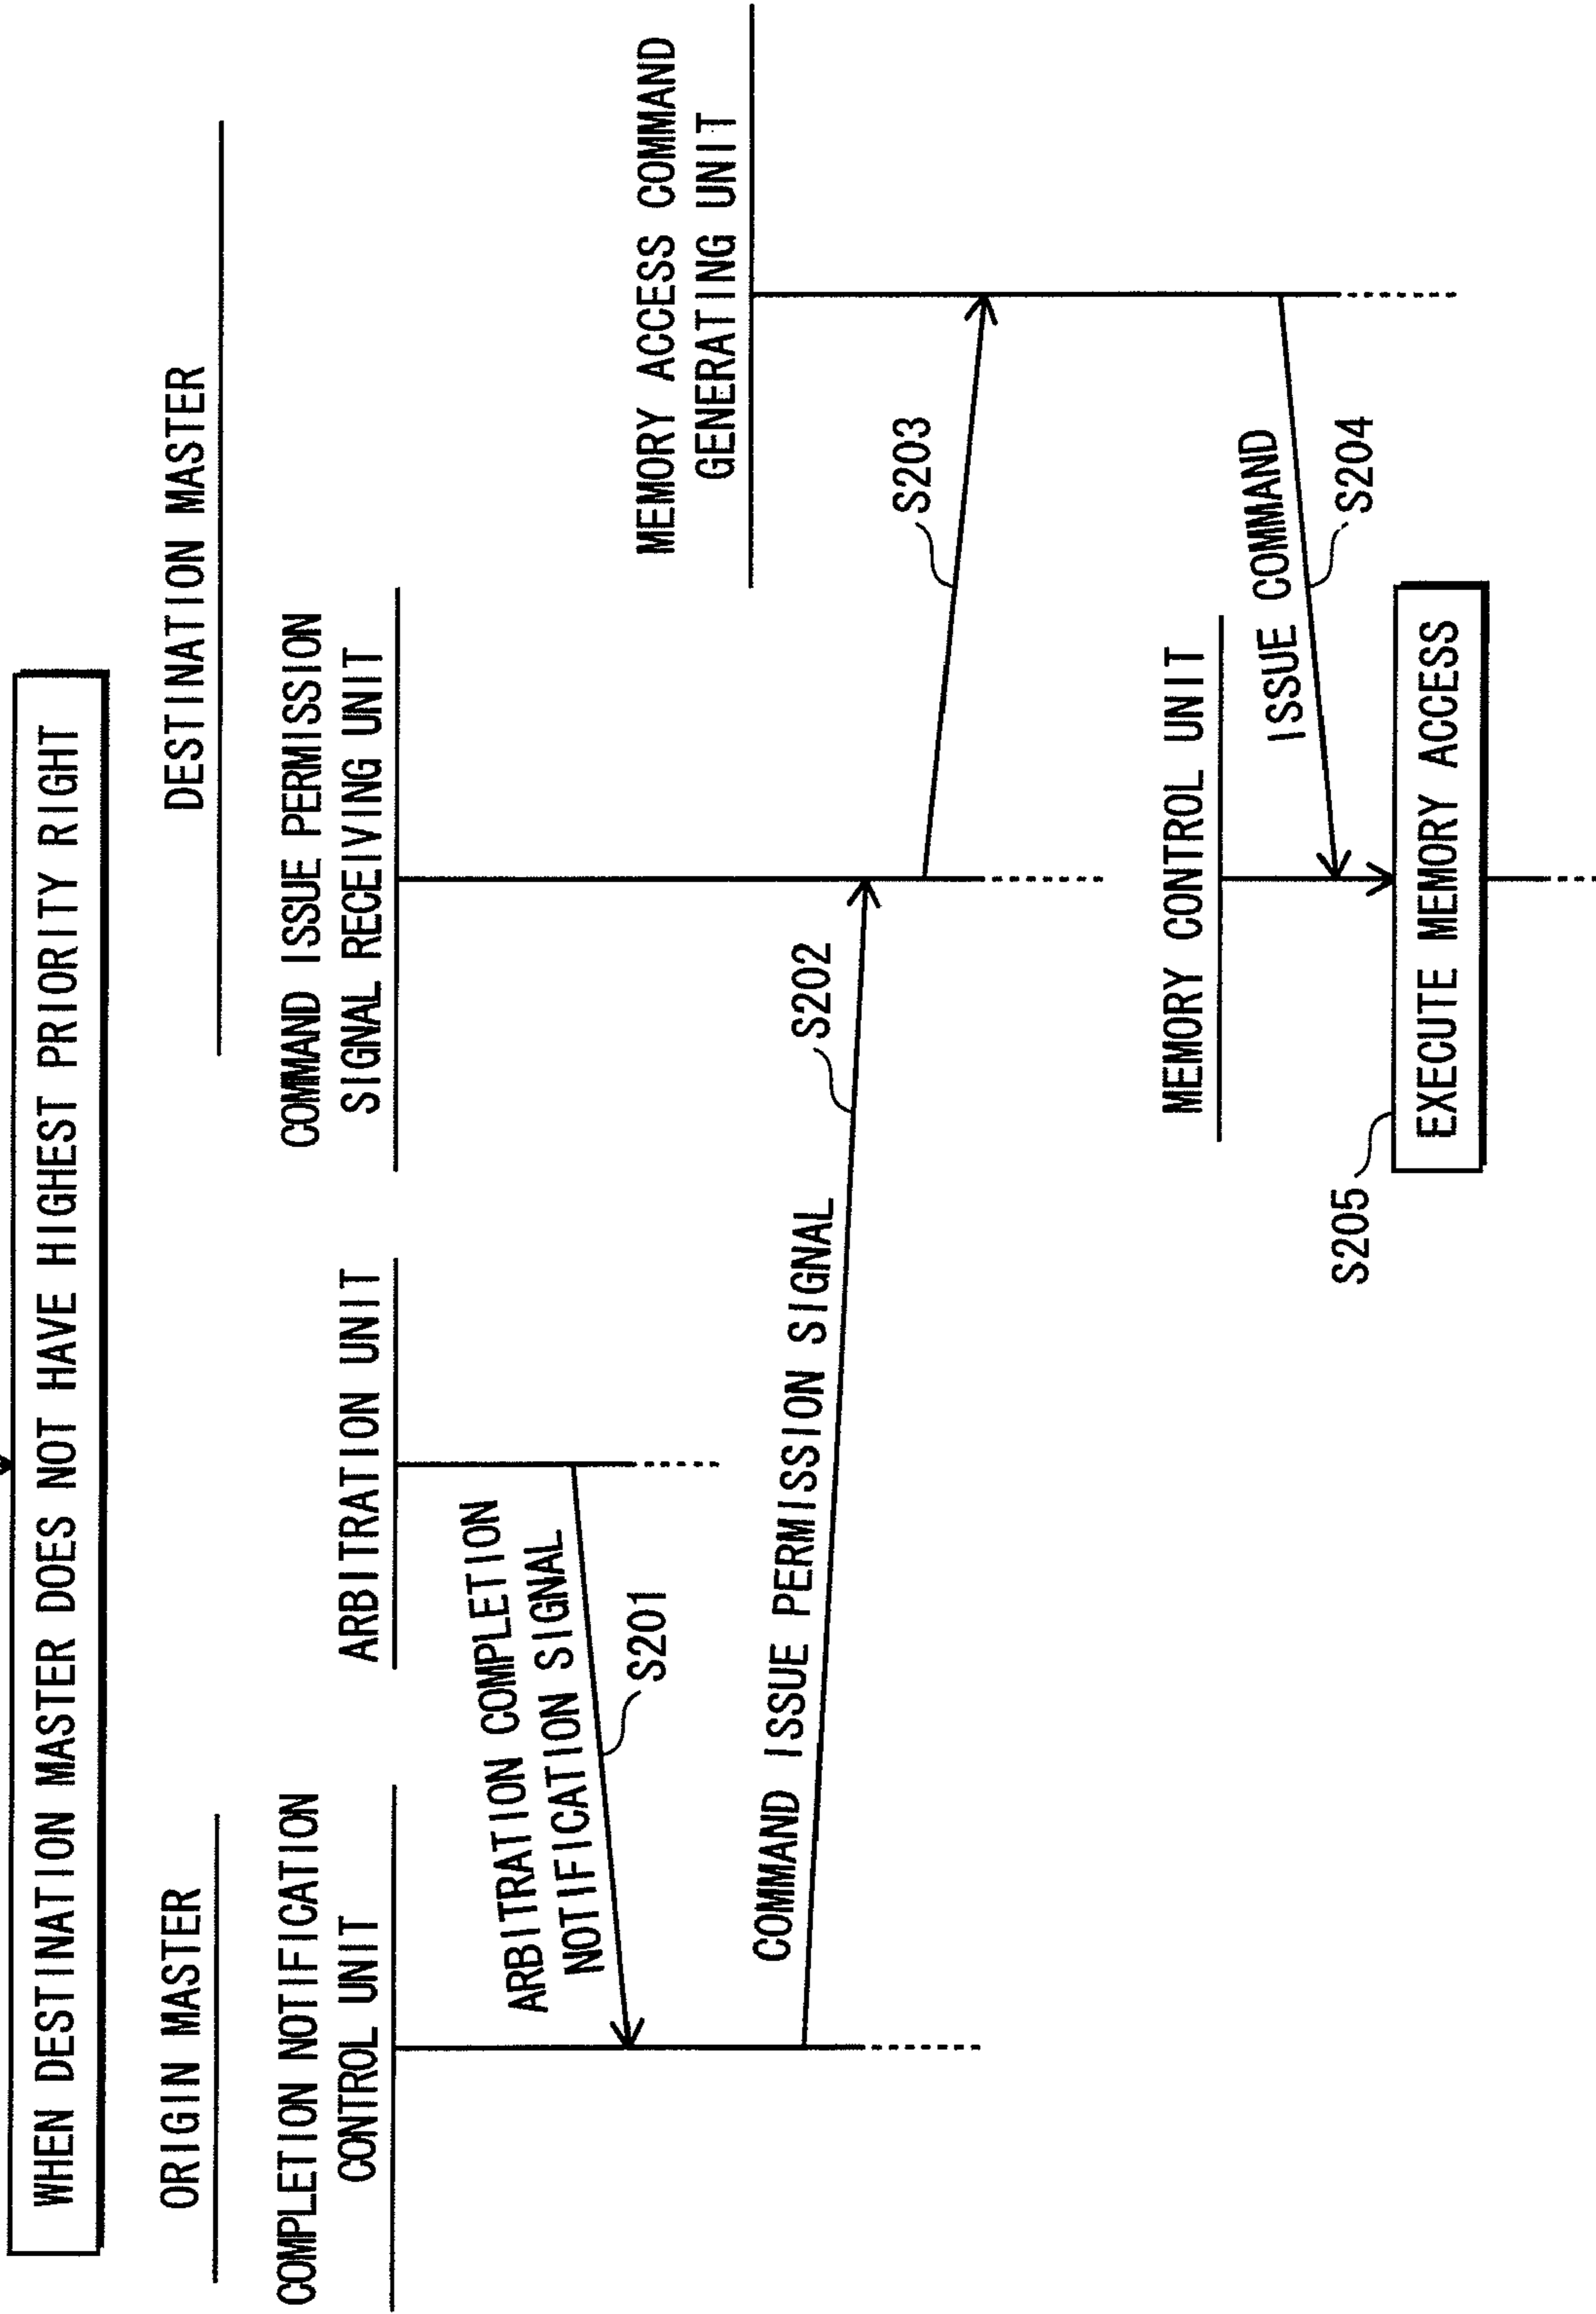 WHEN DESTINATION MASTER DOES NOT HAVE HIGHEST PRIORITY RIGHT
ORIGIN MASTER
DESTINATION MASTER
COMPLETION NOTIFICATION
CONTROL UNIT
ARBITRATION UNIT
COMMAND ISSUE PERMISSION
SIGNAL RECEIVING UNIT
ARBITRATION COMPLETION
NOTIFICATION SIGNAL
S201
MEMORY ACCESS COMMAND
GENERATING UNIT
COMMAND ISSUE PERMISSION SIGNAL
S202
S203
MEMORY CONTROL UNIT
ISSUE COMMAND
S204
S205
EXECUTE MEMORY ACCESS